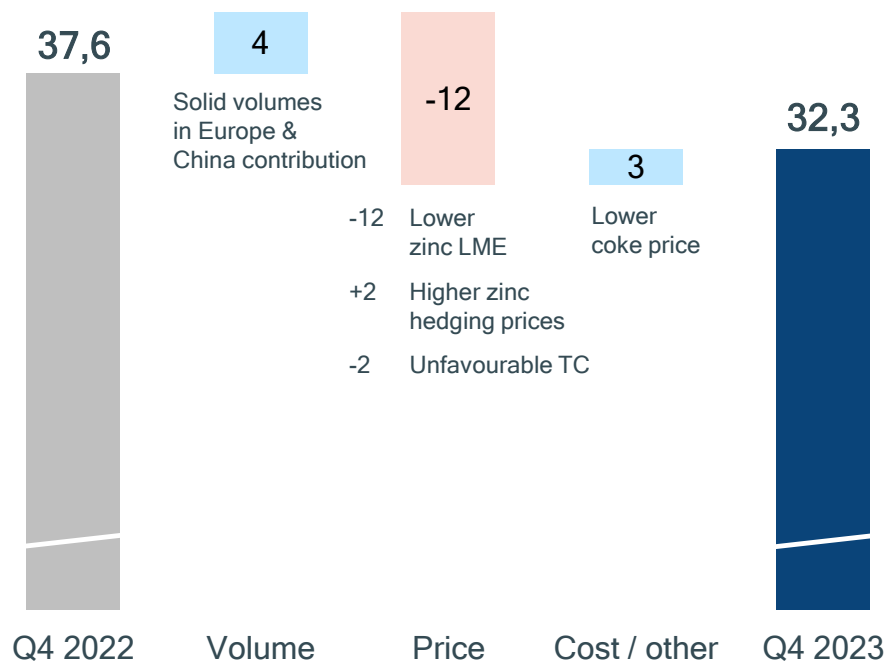 37,6
4
Solid volumes
in Europe &
China contribution
-12
-12 Lower
zinc LME
+2 Higher zinc
hedging prices
-2 Unfavourable TC
3
Lower
coke price
32,3
Q4 2022 Volume Price Cost / other Q4 2023